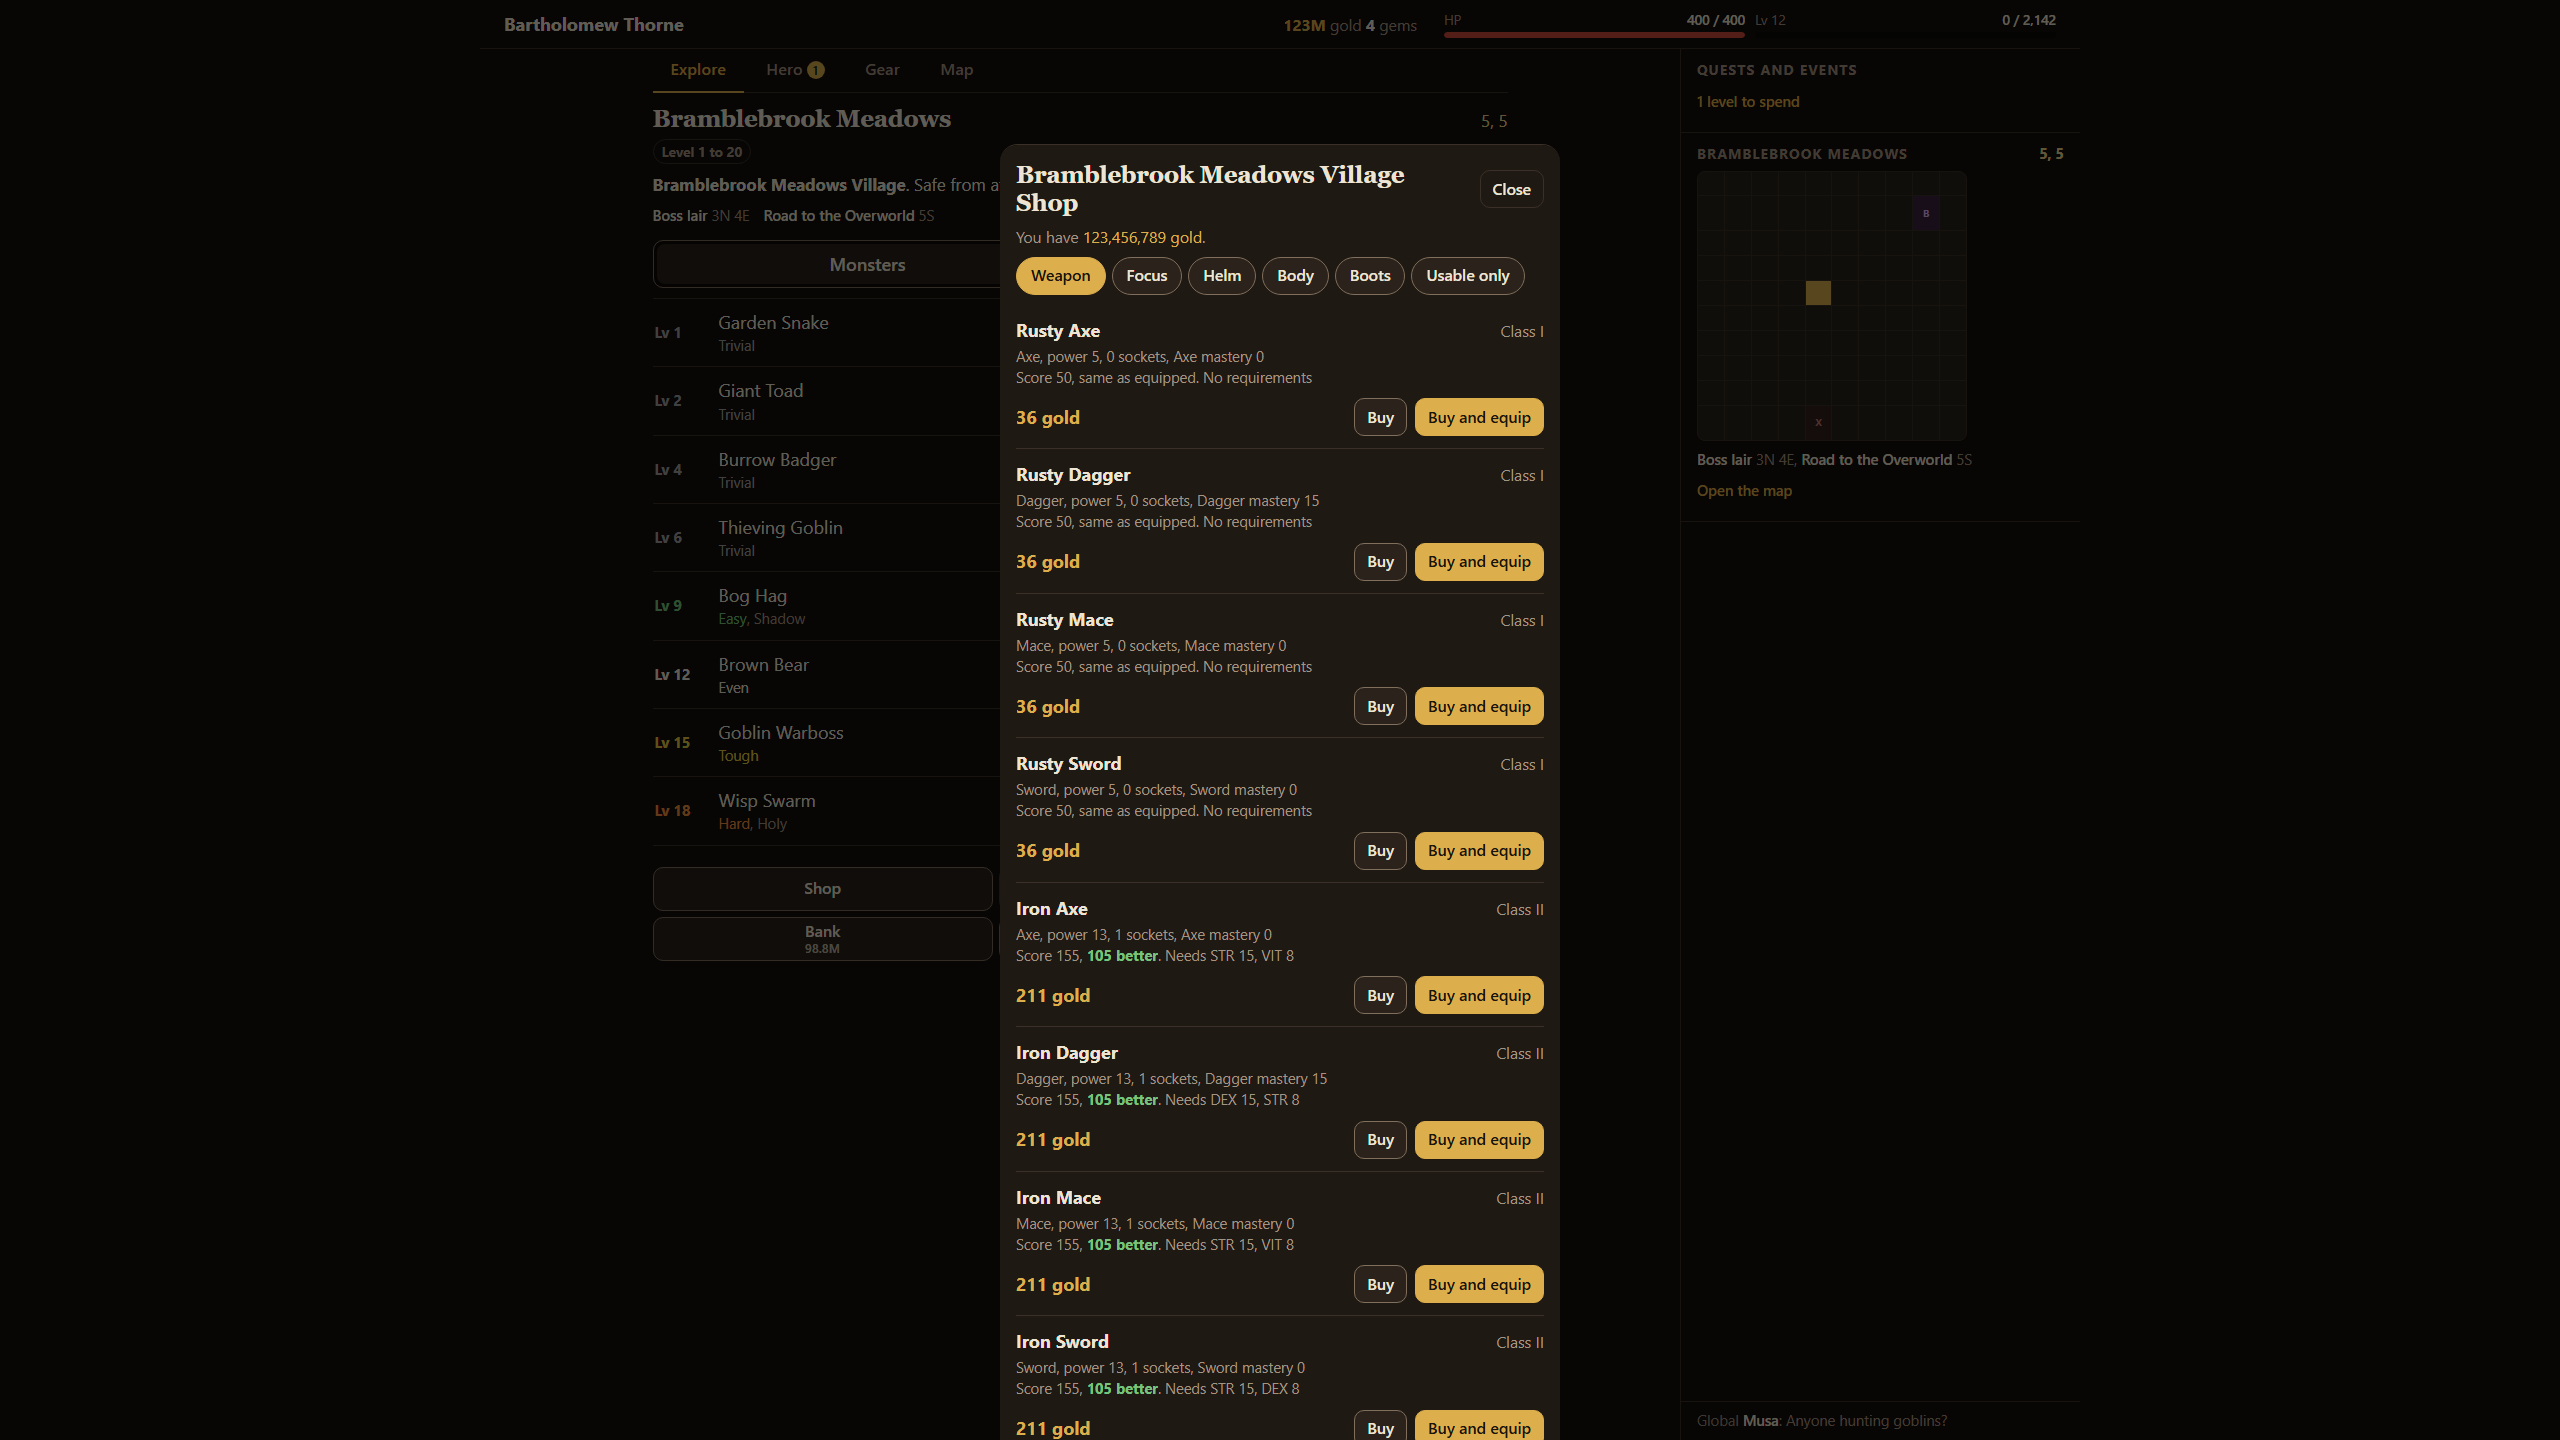 Bartholomew Thorne
123M gold 4 gems
HP 400 / 400
Lv 12 0 / 2,142
Explore
Hero 1
Gear
Map
Bramblebrook Meadows
5, 5
Level 1 to 20
Bramblebrook Meadows Village. Safe from a
Boss lair 3N 4E Road to the Overworld 5S
Monsters
Lv 1
Garden Snake
Trivial
Lv 2
Giant Toad
Trivial
Lv 4
Burrow Badger
Trivial
Lv 6
Thieving Goblin
Trivial
Lv 9
Bog Hag
Easy, Shadow
Lv 12
Brown Bear
Even
Lv 15
Goblin Warboss
Tough
Lv 18
Wisp Swarm
Hard, Holy
Shop
Bank
98.8M
Bramblebrook Meadows Village
Shop
Close
You have 123,456,789 gold.
Weapon
Focus
Helm
Body
Boots
Usable only
Rusty Axe
Class I
Axe, power 5, 0 sockets, Axe mastery 0
Score 50, same as equipped. No requirements
36 gold
Buy
Buy and equip
Rusty Dagger
Class I
Dagger, power 5, 0 sockets, Dagger mastery 15
Score 50, same as equipped. No requirements
36 gold
Buy
Buy and equip
Rusty Mace
Class I
Mace, power 5, 0 sockets, Mace mastery 0
Score 50, same as equipped. No requirements
36 gold
Buy
Buy and equip
Rusty Sword
Class I
Sword, power 5, 0 sockets, Sword mastery 0
Score 50, same as equipped. No requirements
36 gold
Buy
Buy and equip
Iron Axe
Class II
Axe, power 13, 1 sockets, Axe mastery 0
Score 155, 105 better. Needs STR 15, VIT 8
211 gold
Buy
Buy and equip
Iron Dagger
Class II
Dagger, power 13, 1 sockets, Dagger mastery 15
Score 155, 105 better. Needs DEX 15, STR 8
211 gold
Buy
Buy and equip
Iron Mace
Class II
Mace, power 13, 1 sockets, Mace mastery 0
Score 155, 105 better. Needs STR 15, VIT 8
211 gold
Buy
Buy and equip
Iron Sword
Class II
Sword, power 13, 1 sockets, Sword mastery 0
Score 155, 105 better. Needs STR 15, DEX 8
211 gold
Buy
Buy and equip
QUESTS AND EVENTS
1 level to spend
BRAMBLEBROOK MEADOWS
5, 5
B
X
Boss lair 3N 4E, Road to the Overworld 5S
Open the map
Global Musa: Anyone hunting goblins?